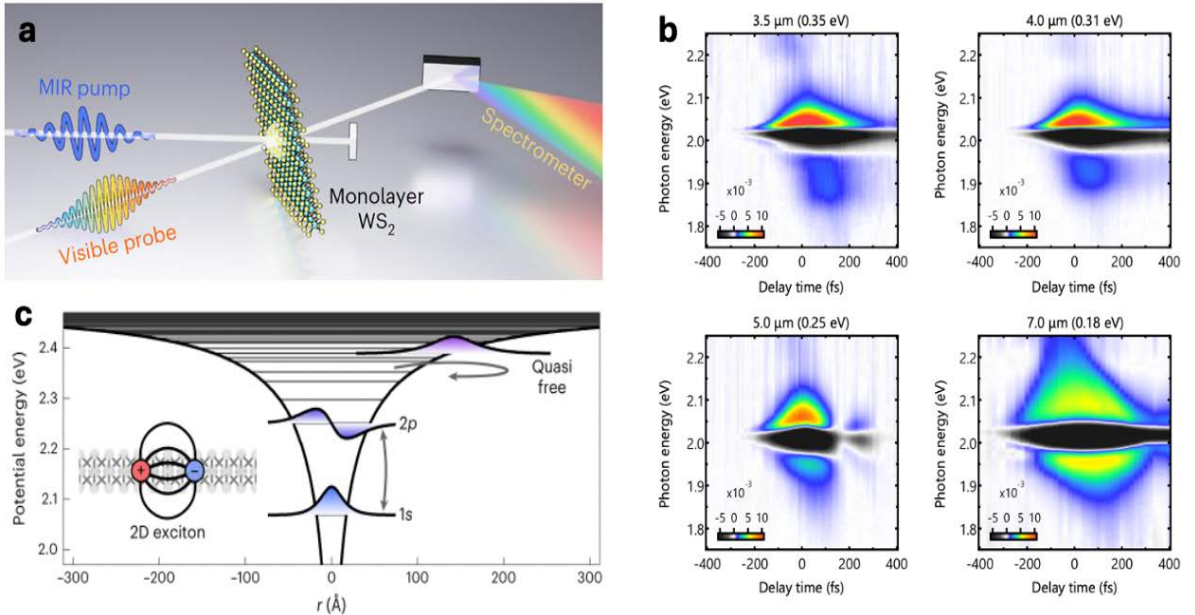 a
MIR pump
Visible probe
Monolayer
WS₂
Spectrometer
b
3.5 µm (0.35 eV)
Photon energy (eV)
2.2
2.1
2.0
1.9
1.8
x10⁻³
-5 0 5 10
-400 -200 0 200 400
Delay time (fs)
4.0 µm (0.31 eV)
Photon energy (eV)
2.2
2.1
2.0
1.9
1.8
x10⁻³
-5 0 5 10
-400 -200 0 200 400
Delay time (fs)
5.0 µm (0.25 eV)
Photon energy (eV)
2.2
2.1
2.0
1.9
1.8
x10⁻³
-5 0 5 10
-400 -200 0 200 400
Delay time (fs)
7.0 µm (0.18 eV)
Photon energy (eV)
2.2
2.1
2.0
1.9
1.8
x10⁻³
-5 0 5 10
-400 -200 0 200 400
Delay time (fs)
c
Potential energy (eV)
2.4
2.3
2.2
2.1
2.0
Quasi
free
2p
1s
+ −
2D exciton
-300 -200 -100 0 100 200 300
r (Å)